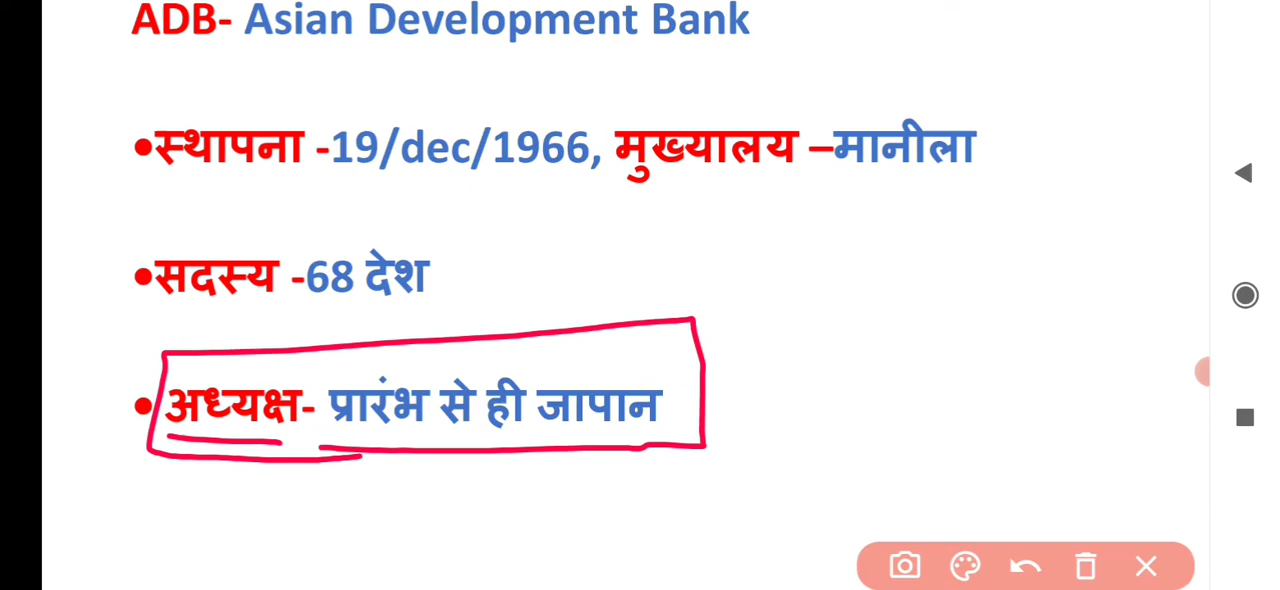 ADB- Asian Development Bank
•स्थापना -19/dec/1966, मुख्यालय –मानीला
•सदस्य -68 देश
• अध्यक्ष- प्रारंभ से ही जापान